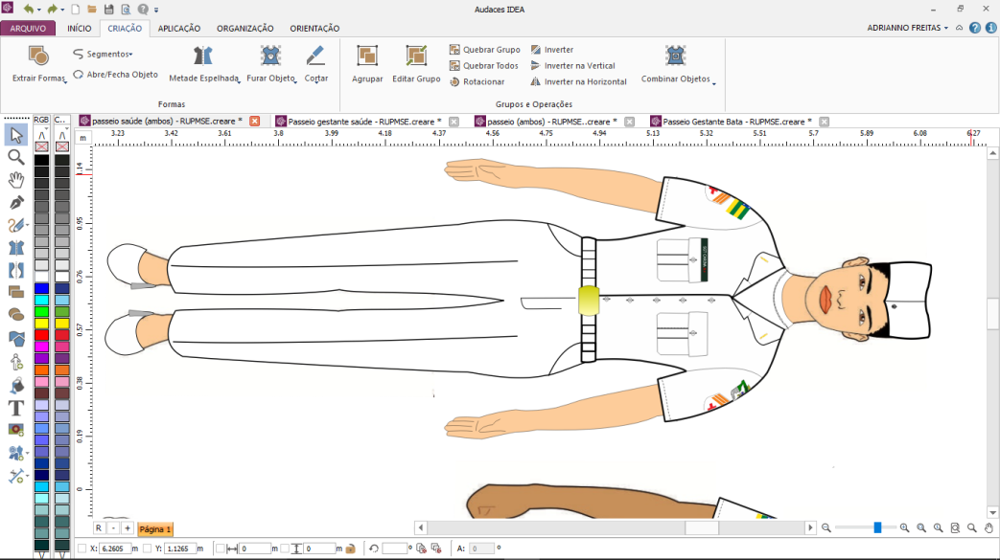 Audaces IDEA
ARQUIVO INÍCIO CRIAÇÃO APLICAÇÃO ORGANIZAÇÃO ORIENTAÇÃO ADRIANNO FREITAS
Extrair Formas
Segmentos
Abre/Fecha Objeto
Metade Espelhada
Furar Objeto
Cortar
Agrupar
Editar Grupo
Quebrar Grupo
Quebrar Todos
Rotacionar
Inverter
Inverter na Vertical
Inverter na Horizontal
Combinar Objetos
Formas
Grupos e Operações
RGB C...
passeio saúde (ambos) - RUPMSE.creare *
Passeio gestante saúde - RUPMSE.creare *
passeio (ambos) - RUPMSE..creare *
Passeio Gestante Bata - RUPMSE.creare *
m 3.23 3.42 3.61 3.8 3.99 4.18 4.37 4.56 4.75 4.94 5.13 5.32 5.51 5.7 5.89 6.08 6.27
1.14
0.95
0.76
0.57
0.38
0.19
0
R - + Página 1
X: 6,2605 m Y: 1,1265 m 0 m 0 m º A: 0 º